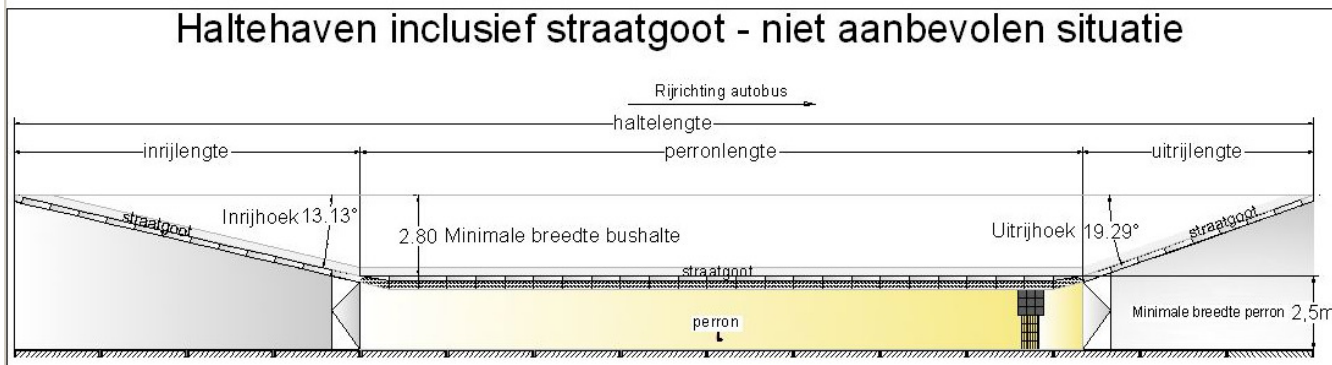 Haltehaven inclusief straatgoot - niet aanbevolen situatie
Rijrichting autobus
haltelengte
inrijlengte
perronlengte
uitrijlengte
straatgoot
Inrijhoek 13.13°
2.80 Minimale breedte bushalte
Uitrijhoek 19.29°
straatgoot
straatgoot
perron
Minimale breedte perron 2,5m